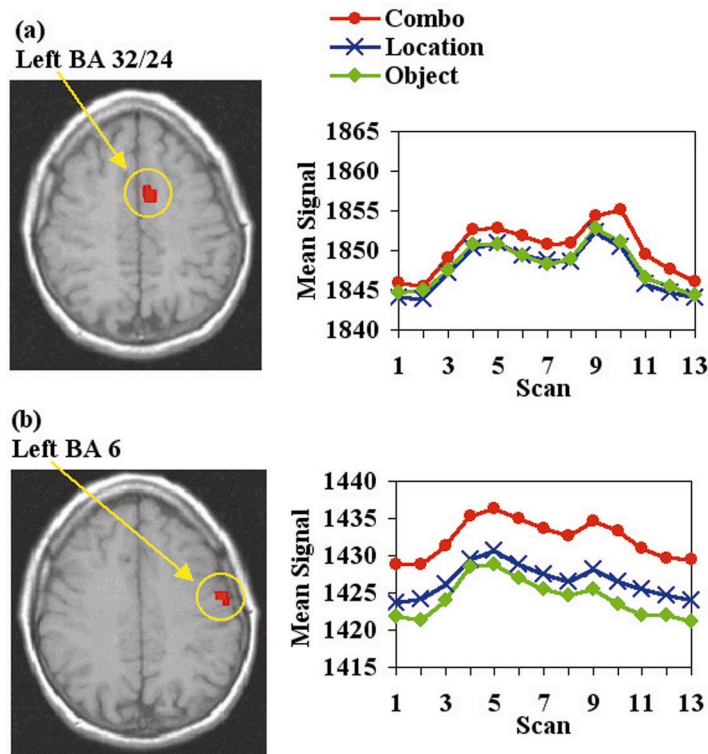 (a)
Left BA 32/24
Combo
Location
Object
Mean Signal
1865
1860
1855
1850
1845
1840
1 3 5 7 9 11 13
Scan
(b)
Left BA 6
Mean Signal
1440
1435
1430
1425
1420
1415
1 3 5 7 9 11 13
Scan